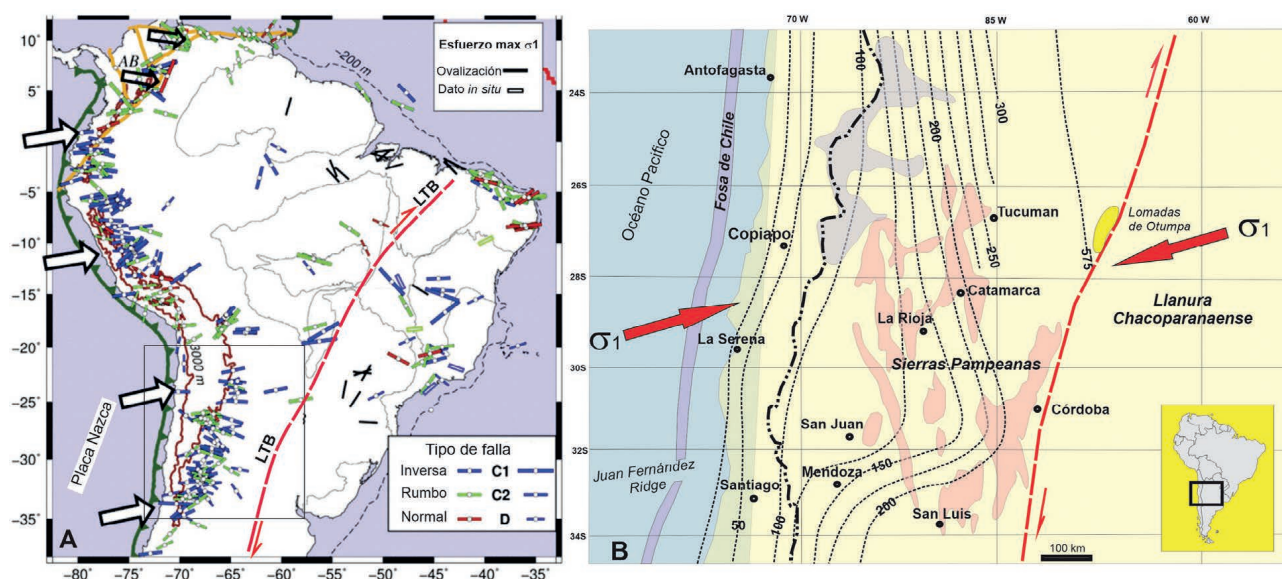 10°
5°
0°
−5°
−10°
−15°
−20°
−25°
−30°
−35°
−80°
−75°
−70°
−65°
−60°
−55°
−50°
−45°
−40°
−35°
AB
200 m
Esfuerzo max σ1
Ovalización
Dato in situ
LTB
3000 m
Placa Nazca
LTB
Tipo de falla
Inversa C1
Rumbo C2
Normal D
A
70 W
85 W
60 W
24S
26S
28S
30S
32S
34S
Antofagasta
100
200
300
Océano Pacífico
Fosa de Chile
Tucuman
Lomadas
de Otumpa
Copiapo
250
575
σ1
σ1
Catamarca
Llanura
Chacoparanaense
La Rioja
La Serena
Sierras Pampeanas
Córdoba
San Juan
Mendoza
150
Juan Fernández
Ridge
Santiago
200
50
100
San Luis
B
100 km